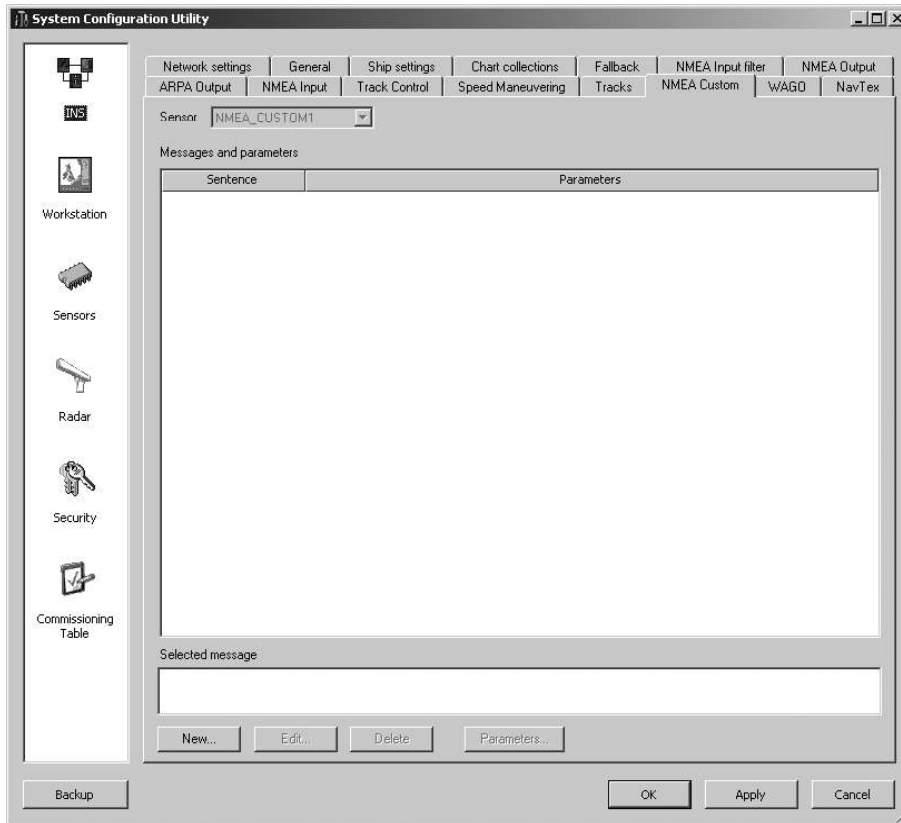 System Configuration Utility
INS
Workstation
Sensors
Radar
Security
Commissioning
Table
Backup
Network settings General Ship settings Chart collections Fallback NMEA Input filter NMEA Output
ARPA Output NMEA Input Track Control Speed Maneuvering Tracks NMEA Custom WAGO NavTex
Sensor NMEA_CUSTOM1
Messages and parameters
Sentence Parameters
Selected message
New... Edit... Delete Parameters...
OK Apply Cancel